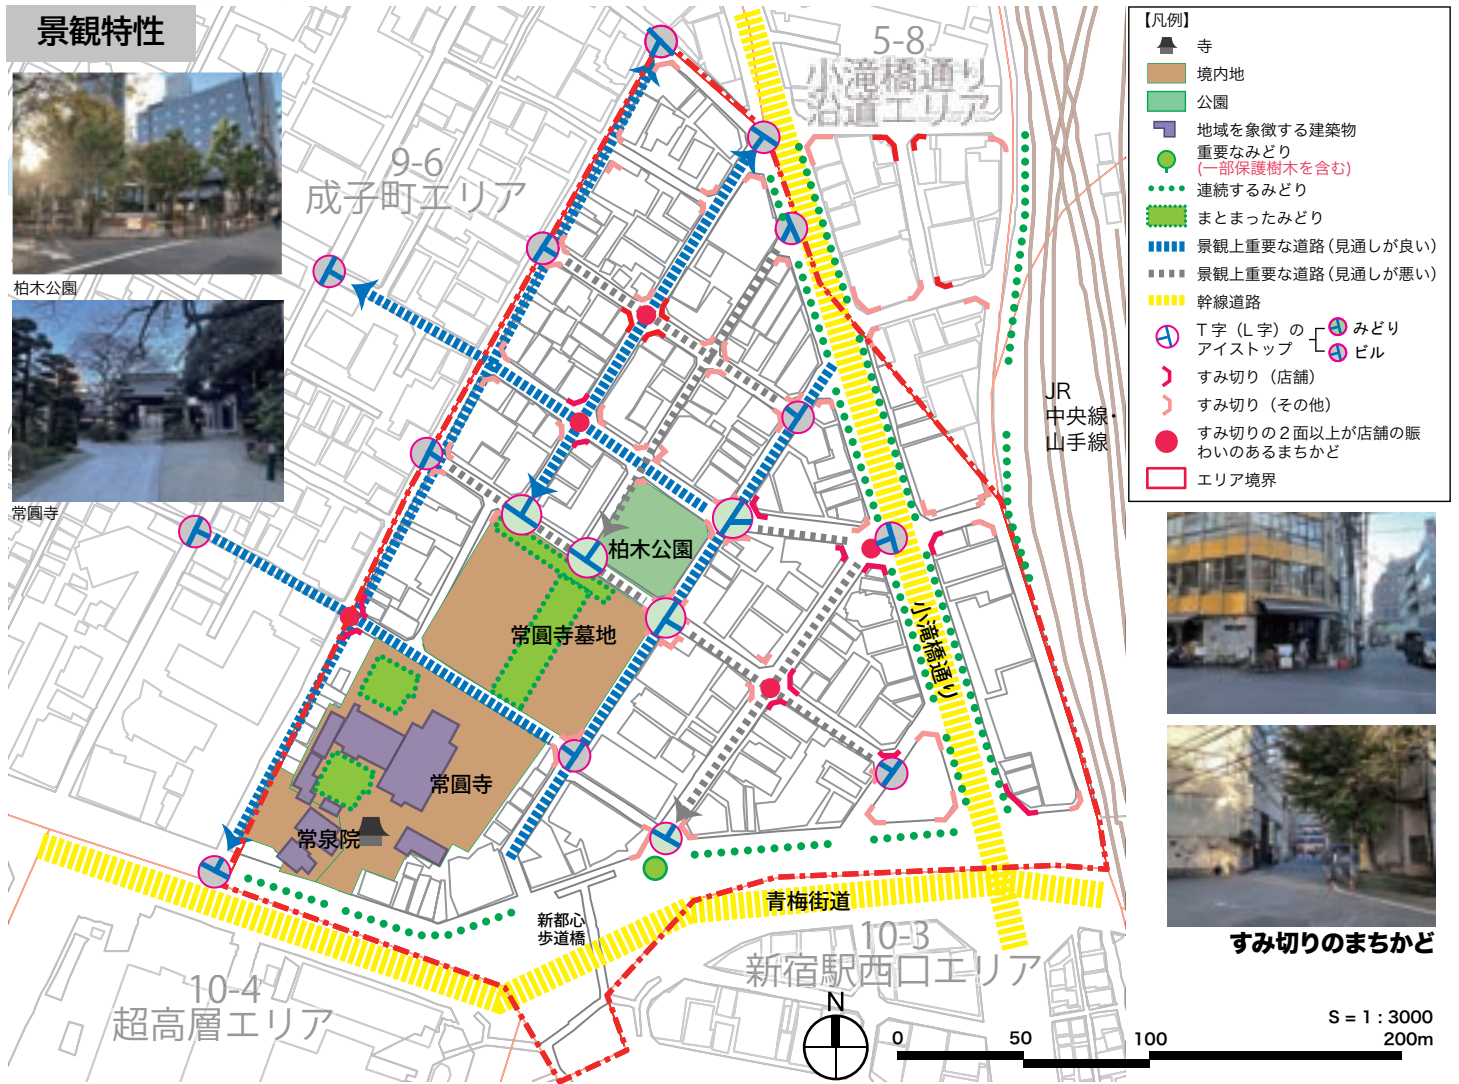 景観特性
柏木公園
常圓寺
5-8
小滝橋通り
沿道エリア
9-6
成子町エリア
JR
中央線・
山手線
柏木公園
常圓寺墓地
小滝橋通り
常圓寺
常泉院
青梅街道
新都心
歩道橋
10-3
新宿駅西口エリア
10-4
超高層エリア
【凡例】
寺
境内地
公園
地域を象徴する建築物
重要なみどり
(一部保護樹木を含む)
連続するみどり
まとまったみどり
景観上重要な道路(見通しが良い)
景観上重要な道路(見通しが悪い)
幹線道路
T字(L字)の
アイストップ
みどり
ビル
すみ切り(店舗)
すみ切り(その他)
すみ切りの2面以上が店舗の賑
わいのあるまちかど
エリア境界
すみ切りのまちかど
N
S = 1 : 3000
0 50 100 200m